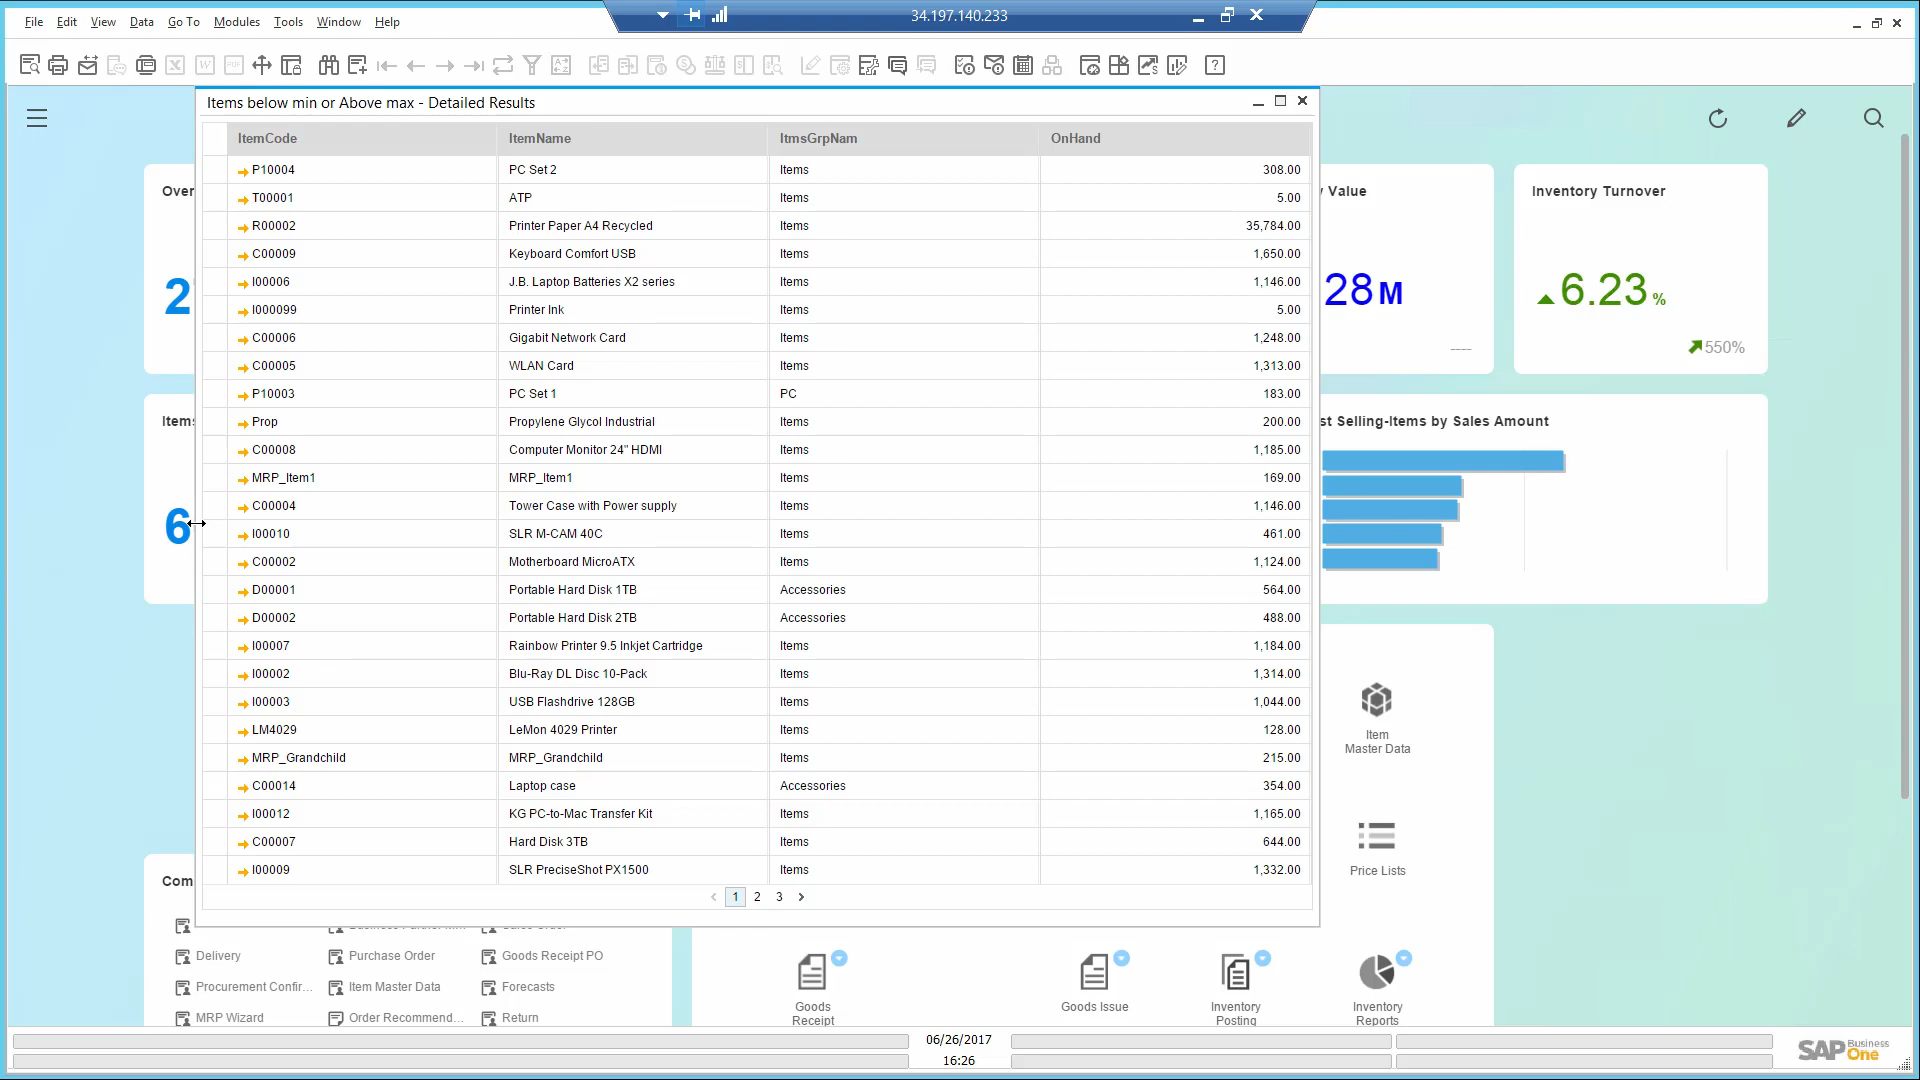 34.197.140.233
File Edit View Data Go To Modules Tools Window Help
Items below min or Above max - Detailed Results
ItemCode ItemName ItmsGrpNam OnHand
P10004 PC Set 2 Items 308.00
T00001 ATP Items 5.00
R00002 Printer Paper A4 Recycled Items 35,784.00
C00009 Keyboard Comfort USB Items 1,650.00
I00006 J.B. Laptop Batteries X2 series Items 1,146.00
I000099 Printer Ink Items 5.00
C00006 Gigabit Network Card Items 1,248.00
C00005 WLAN Card Items 1,313.00
P10003 PC Set 1 PC 183.00
Prop Propylene Glycol Industrial Items 200.00
C00008 Computer Monitor 24" HDMI Items 1,185.00
MRP_Item1 MRP_Item1 Items 169.00
C00004 Tower Case with Power supply Items 1,146.00
I00010 SLR M-CAM 40C Items 461.00
C00002 Motherboard MicroATX Items 1,124.00
D00001 Portable Hard Disk 1TB Accessories 564.00
D00002 Portable Hard Disk 2TB Accessories 488.00
I00007 Rainbow Printer 9.5 Inkjet Cartridge Items 1,184.00
I00002 Blu-Ray DL Disc 10-Pack Items 1,314.00
I00003 USB Flashdrive 128GB Items 1,044.00
LM4029 LeMon 4029 Printer Items 128.00
MRP_Grandchild MRP_Grandchild Items 215.00
C00014 Laptop case Accessories 354.00
I00012 KG PC-to-Mac Transfer Kit Items 1,165.00
C00007 Hard Disk 3TB Items 644.00
I00009 SLR PreciseShot PX1500 Items 1,332.00
1 2 3
Over
2
Items
6
Value
28 M
----
Inventory Turnover
6.23 %
550%
st Selling-Items by Sales Amount
Item
Master Data
Price Lists
Com
Delivery Purchase Order Goods Receipt PO
Procurement Confir... Item Master Data Forecasts
MRP Wizard Order Recommend... Return
Goods
Receipt
Goods Issue
Inventory
Posting
Inventory
Reports
06/26/2017
16:26
SAP Business
One